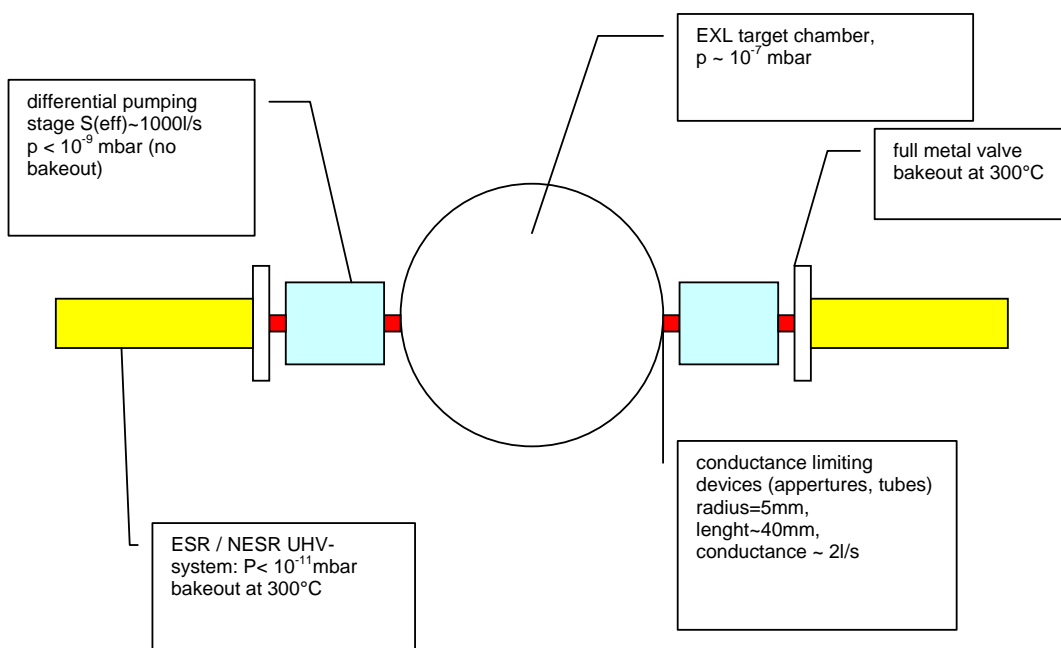 EXL target chamber,
p ~ 10⁻⁷ mbar
differential pumping
stage S(eff)~1000l/s
p < 10⁻⁹ mbar (no
bakeout)
full metal valve
bakeout at 300°C
conductance limiting
devices (appertures, tubes)
radius=5mm,
lenght~40mm,
conductance ~ 2l/s
ESR / NESR UHV-
system: P< 10⁻¹¹mbar
bakeout at 300°C